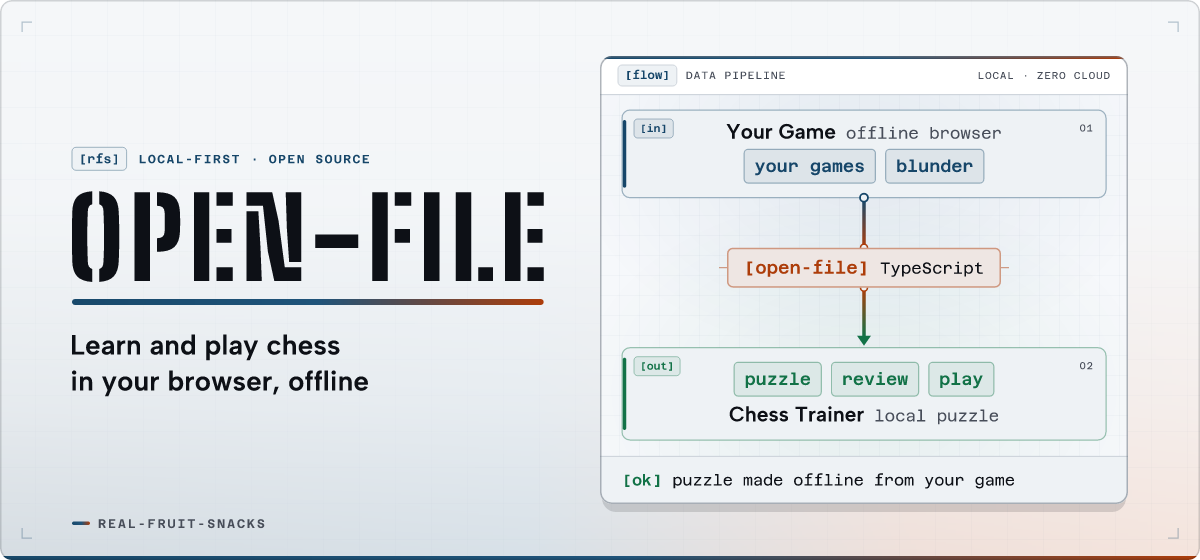 [rfs] LOCAL-FIRST · OPEN SOURCE
OPEN-FILE
Learn and play chess
in your browser, offline
REAL-FRUIT-SNACKS
[flow] DATA PIPELINE LOCAL · ZERO CLOUD
[in] Your Game offline browser 01
your games blunder
[open-file] TypeScript
[out] puzzle review play 02
Chess Trainer local puzzle
[ok] puzzle made offline from your game